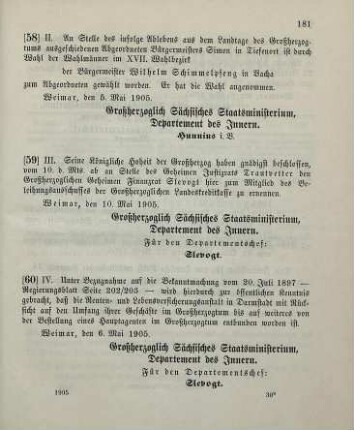 181
[58] II. An Stelle des infolge Ablebens aus dem Landtage des Großherzog-
tums ausgeschiedenen Abgeordneten Bürgermeisters Simon in Tiefenort ist durch
Wahl der Wahlmänner im XVII. Wahlbezirk
der Bürgermeister Wilhelm Schimmelpfeng in Vacha
zum Abgeordneten gewählt worden. Er hat die Wahl angenommen.
Weimar, den 5. Mai 1905.
Großherzoglich Sächsisches Staatsministerium,
Departement des Innern.
Hunnius i. V.
[59] III. Seine Königliche Hoheit der Großherzog haben gnädigst beschlossen,
vom 10. d. Mts. ab an Stelle des Geheimen Justizrats Trautvetter den
Großherzoglichen Geheimen Finanzrat Slevogt hier zum Mitglied des Be-
leihungsausschusses der Großherzoglichen Landeskreditkasse zu ernennen.
Weimar, den 10. Mai 1905.
Großherzoglich Sächsisches Staatsministerium,
Departement des Innern.
Für den Departementschef:
Slevogt.
[60] IV. Unter Bezugnahme auf die Bekanntmachung vom 20. Juli 1897 —
Regierungsblatt Seite 202/203 — wird hierdurch zur öffentlichen Kenntnis
gebracht, daß die Renten- und Lebensversicherungsanstalt in Darmstadt mit Rück-
sicht auf den Umfang ihrer Geschäfte im Großherzogtum bis auf weiteres von
der Bestellung eines Hauptagenten im Großherzogtum entbunden worden ist.
Weimar, den 6. Mai 1905.
Großherzoglich Sächsisches Staatsministerium,
Departement des Innern.
Für den Departementschef:
Slevogt.
1905 36*